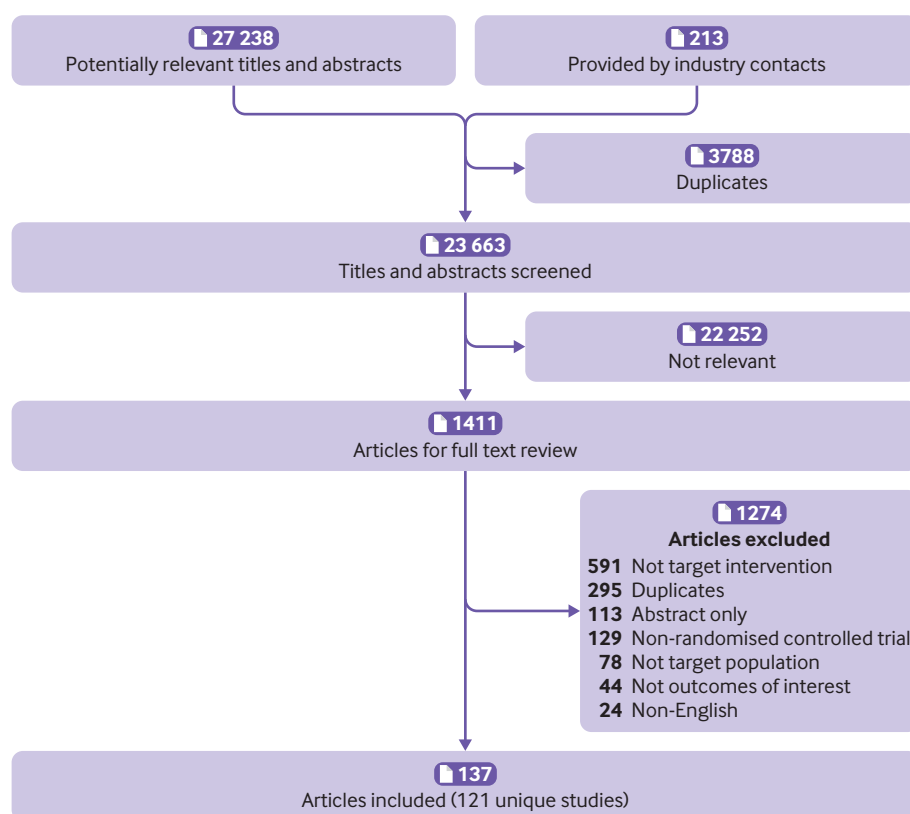 27 238
Potentially relevant titles and abstracts
213
Provided by industry contacts
3788
Duplicates
23 663
Titles and abstracts screened
22 252
Not relevant
1411
Articles for full text review
1274
Articles excluded
591 Not target intervention
295 Duplicates
113 Abstract only
129 Non-randomised controlled trial
78 Not target population
44 Not outcomes of interest
24 Non-English
137
Articles included (121 unique studies)